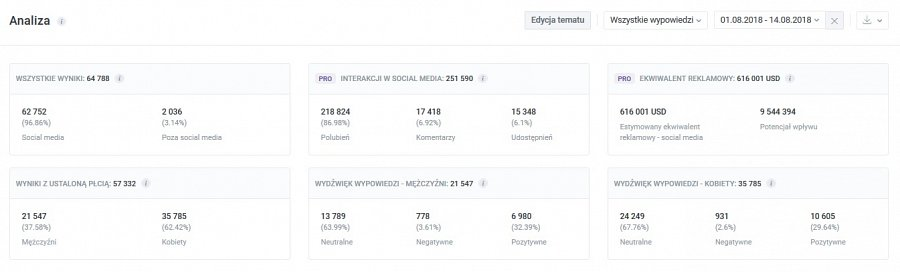 Analiza
Edycja tematu
Wszystkie wypowiedzi
01.08.2018 - 14.08.2018
WSZYSTKIE WYNIKI: 64 788
62 752 2 036
(96.86%) (3.14%)
Social media Poza social media
PRO INTERAKCJI W SOCIAL MEDIA: 251 590
218 824 17 418 15 348
(86.98%) (6.92%) (6.1%)
Polubień Komentarzy Udostępnień
PRO EKWIWALENT REKLAMOWY: 616 001 USD
616 001 USD 9 544 394
Estymowany ekwiwalent Potencjał wpływu
reklamowy - social media
WYNIKI Z USTALONĄ PŁCIĄ: 57 332
21 547 35 785
(37.58%) (62.42%)
Mężczyźni Kobiety
WYDŹWIĘK WYPOWIEDZI - MĘŻCZYŹNI: 21 547
13 789 778 6 980
(63.99%) (3.61%) (32.39%)
Neutralne Negatywne Pozytywne
WYDŹWIĘK WYPOWIEDZI - KOBIETY: 35 785
24 249 931 10 605
(67.76%) (2.6%) (29.64%)
Neutralne Negatywne Pozytywne